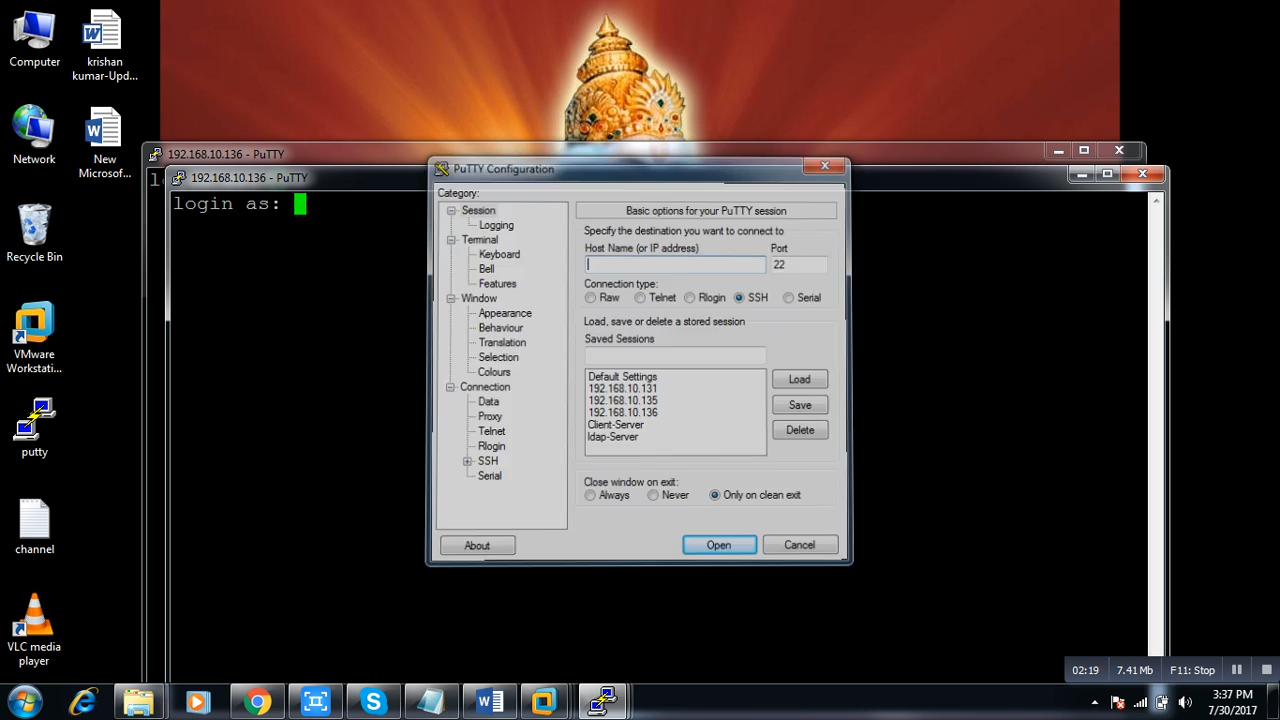 Computer
krishan
kumar-Upd...
Network
New
Microsof...
Recycle Bin
VMware
Workstati...
putty
channel
VLC media
player
192.168.10.136 - PuTTY
192.168.10.136 - PuTTY
login as:
PuTTY Configuration
Category:
Session
Logging
Terminal
Keyboard
Bell
Features
Window
Appearance
Behaviour
Translation
Selection
Colours
Connection
Data
Proxy
Telnet
Rlogin
SSH
Serial
Basic options for your PuTTY session
Specify the destination you want to connect to
Host Name (or IP address) Port
22
Connection type:
Raw Telnet Rlogin SSH Serial
Load, save or delete a stored session
Saved Sessions
Default Settings
192.168.10.131
192.168.10.135
192.168.10.136
Client-Server
ldap-Server
Load
Save
Delete
Close window on exit:
Always Never Only on clean exit
About Open Cancel
02:19 7.41 Mb F11: Stop
3:37 PM
7/30/2017